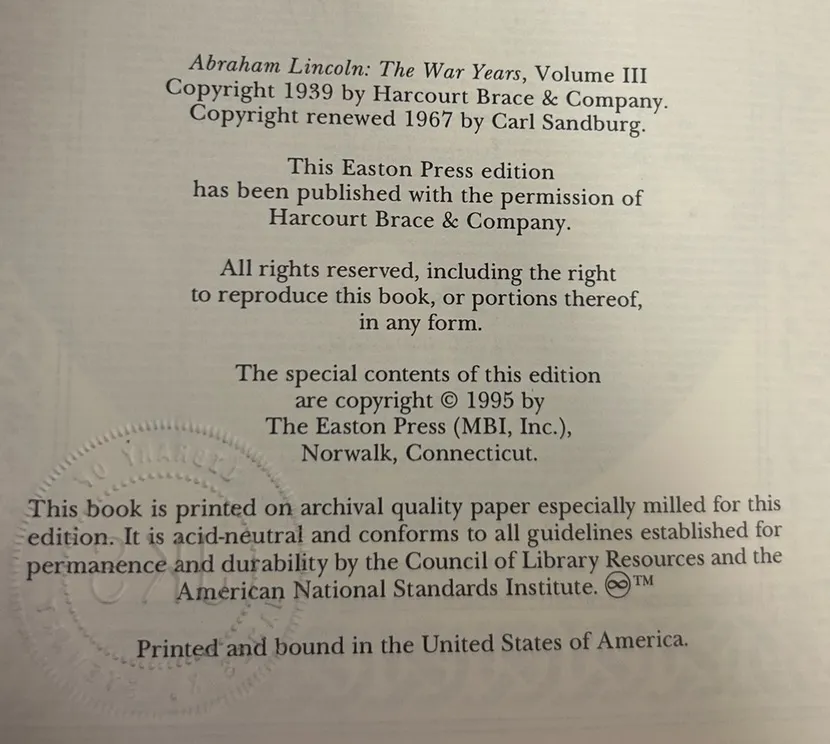 Abraham Lincoln: The War Years, Volume III
Copyright 1939 by Harcourt Brace & Company.
Copyright renewed 1967 by Carl Sandburg.
This Easton Press edition
has been published with the permission of
Harcourt Brace & Company.
All rights reserved, including the right
to reproduce this book, or portions thereof,
in any form.
The special contents of this edition
are copyright © 1995 by
The Easton Press (MBI, Inc.),
Norwalk, Connecticut.
This book is printed on archival quality paper especially milled for this
edition. It is acid-neutral and conforms to all guidelines established for
permanence and durability by the Council of Library Resources and the
American National Standards Institute. ♾™
Printed and bound in the United States of America.